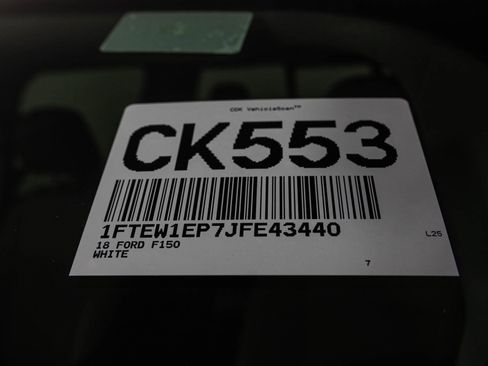 CDK VehicleScan™
CK553
1FTEW1EP7JFE43440
18 FORD F150
WHITE
L25
7